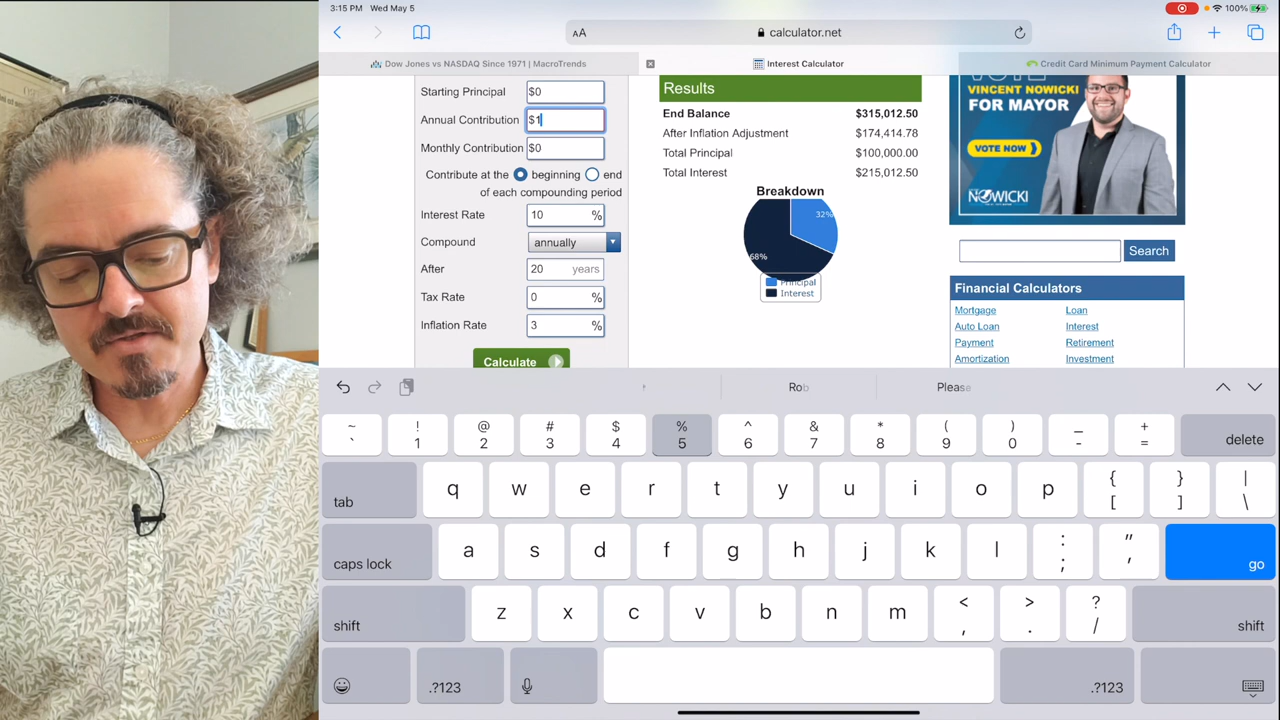 3:15 PM Wed May 5
100%
AA
calculator.net
Dow Jones vs NASDAQ Since 1971 | MacroTrends
Interest Calculator
Credit Card Minimum Payment Calculator
Starting Principal $0
Annual Contribution $1
Monthly Contribution $0
Contribute at the beginning end
of each compounding period
Interest Rate 10 %
Compound annually
After 20 years
Tax Rate 0 %
Inflation Rate 3 %
Calculate
Results
End Balance $315,012.50
After Inflation Adjustment $174,414.78
Total Principal $100,000.00
Total Interest $215,012.50
Breakdown
32%
68%
Principal
Interest
VOTE
VINCENT NOWICKI
FOR MAYOR
VOTE NOW
NOWICKI
Search
Financial Calculators
Mortgage Loan
Auto Loan Interest
Payment Retirement
Amortization Investment
, Rob Please
~ ! @ # $ % ^ & * ( ) _ +
` 1 2 3 4 5 6 7 8 9 0 - = delete
tab q w e r t y u i o p { [ } ] | \
caps lock a s d f g h j k l : ; " ' go
shift z x c v b n m < , > . ? / shift
.?123 .?123